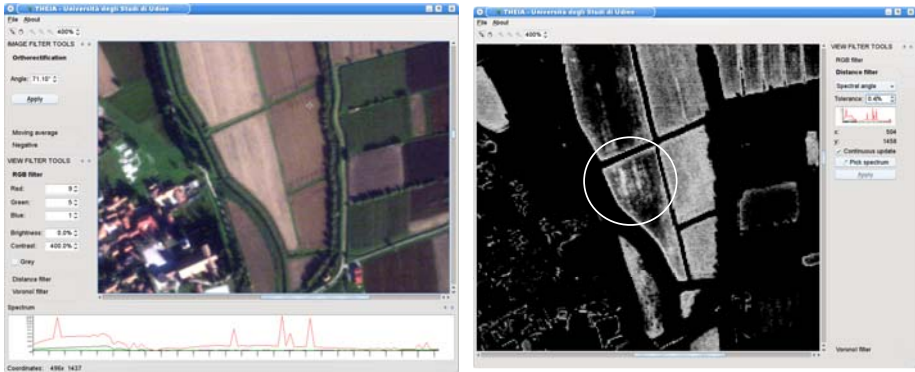 THEIA - Università degli Studi di Udine
File About
400%
IMAGE FILTER TOOLS
Orthorectification
Angle: 71.15°
Apply
Moving average
Negative
VIEW FILTER TOOLS
RGB filter
Red: 9
Green: 5
Blue: 1
Brightness: 0.0%
Contrast: 400.0%
Grey
Distance filter
Voronoi filter
Spectrum
Coordinates: 496x 1437
THEIA - Università degli Studi di Udine
File About
400%
VIEW FILTER TOOLS
RGB filter
Distance filter
Spectral angle
Tolerance: 0.4%
x: 504
y: 1458
Continuous update
Pick spectrum
Apply
Voronoi filter